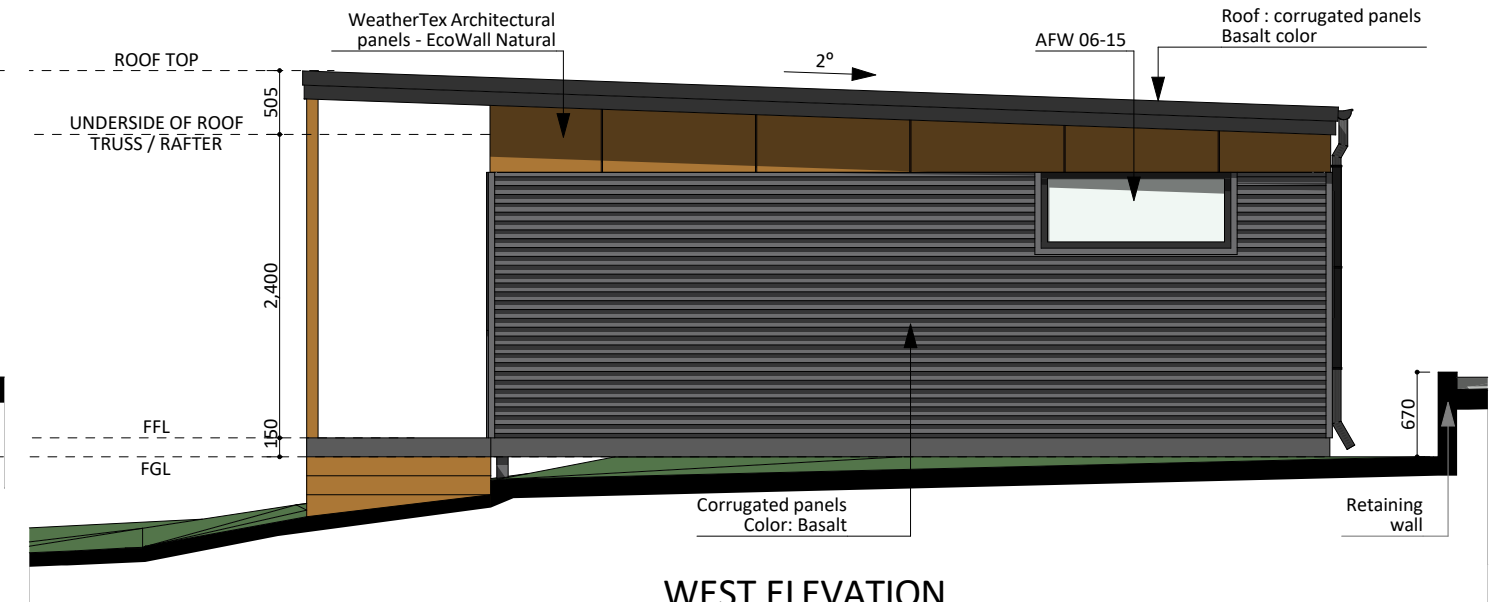 WeatherTex Architectural
panels - EcoWall Natural
Roof : corrugated panels
Basalt color
AFW 06-15
ROOF TOP
2º
505
UNDERSIDE OF ROOF
TRUSS / RAFTER
2,400
670
FFL
150
FGL
Corrugated panels
Color: Basalt
Retaining
wall
WEST ELEVATION